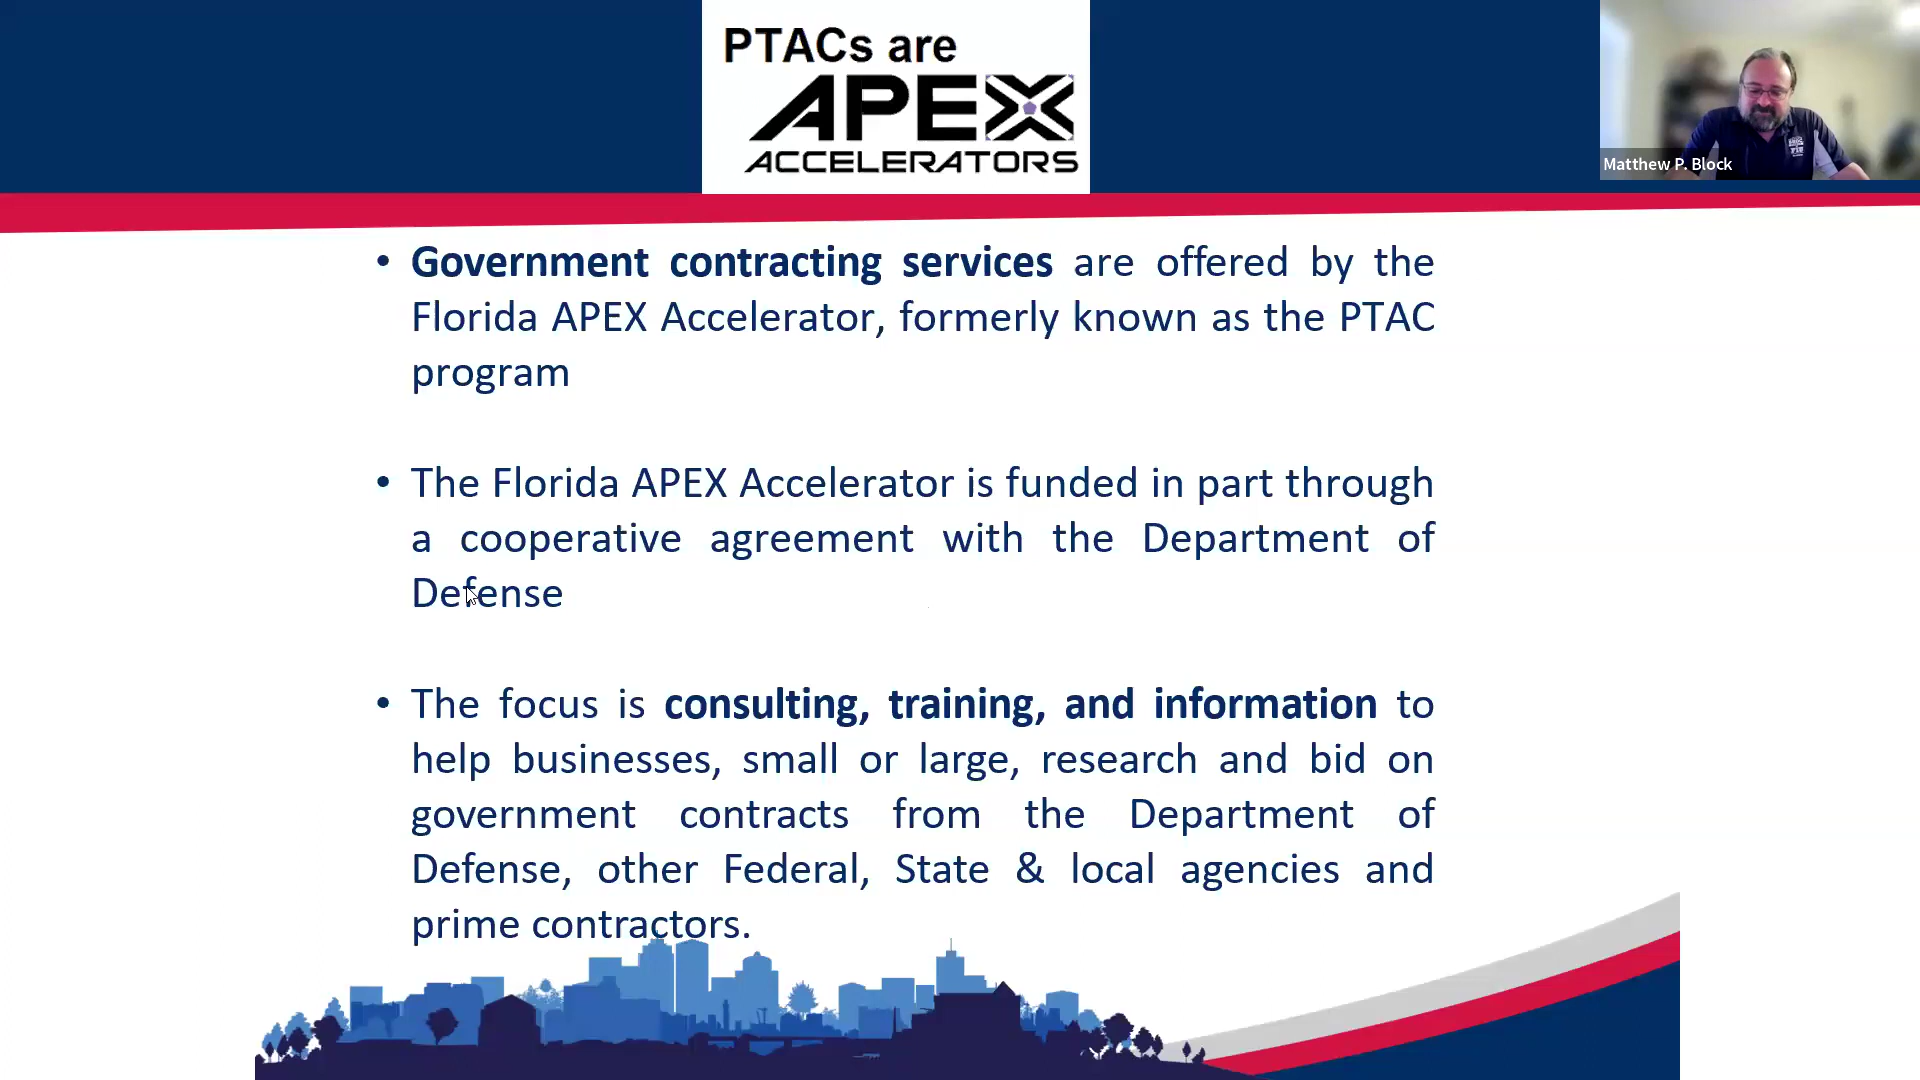 PTACs are
APEX
ACCELERATORS
Matthew P. Block
• Government contracting services are offered by the
Florida APEX Accelerator, formerly known as the PTAC
program
• The Florida APEX Accelerator is funded in part through
a cooperative agreement with the Department of
Defense
• The focus is consulting, training, and information to
help businesses, small or large, research and bid on
government contracts from the Department of
Defense, other Federal, State & local agencies and
prime contractors.